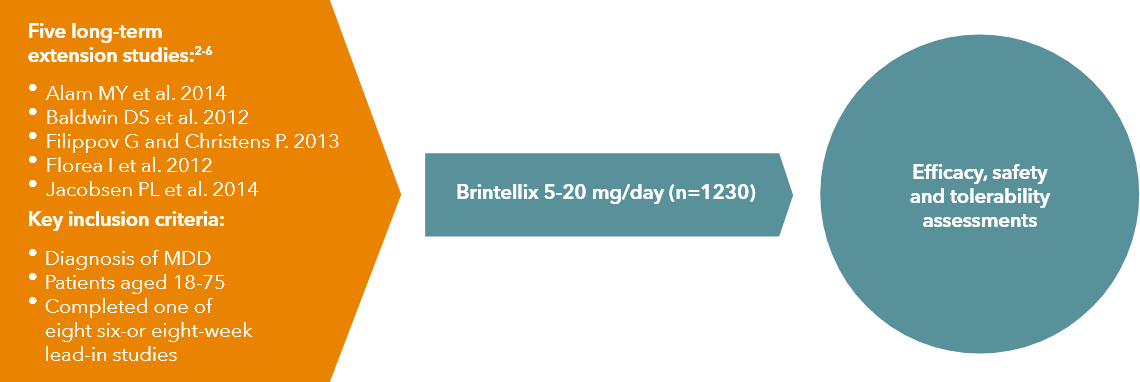 Five long-term
extension studies:2-6
• Alam MY et al. 2014
• Baldwin DS et al. 2012
• Filippov G and Christens P. 2013
• Florea I et al. 2012
• Jacobsen PL et al. 2014
Key inclusion criteria:
• Diagnosis of MDD
• Patients aged 18-75
• Completed one of
eight six-or eight-week
lead-in studies
Brintellix 5-20 mg/day (n=1230)
Efficacy, safety
and tolerability
assessments